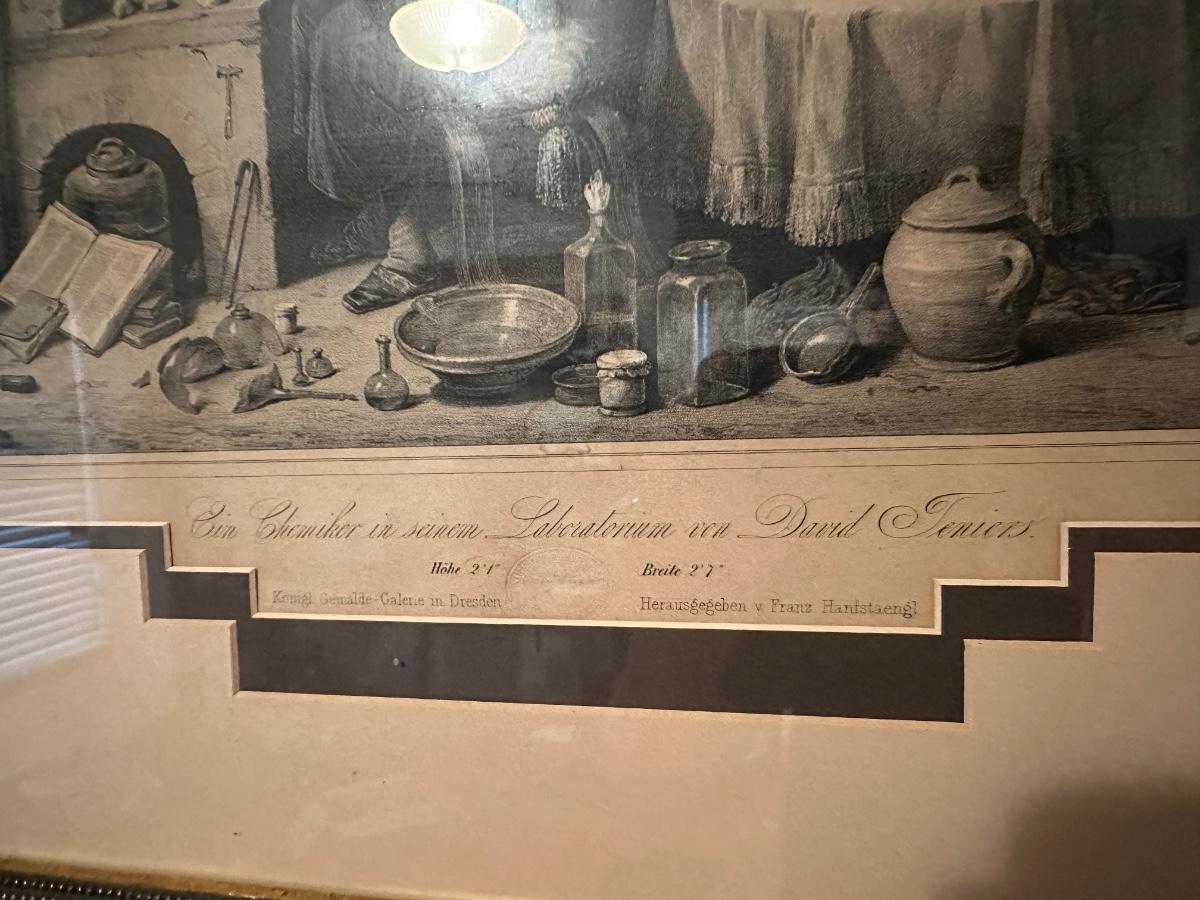 Ein Chemiker in seinem Laboratorium von David Teniers.
Höhe 2' 1" Breite 2' 7"
Königl. Gemälde-Galerie in Dresden Herausgegeben v. Franz Hanfstaengl